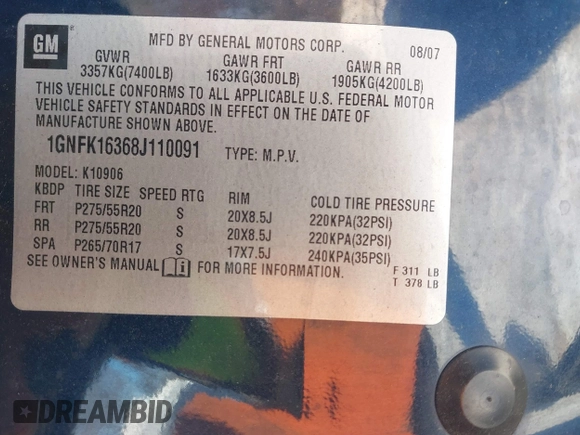 GM
MFD BY GENERAL MOTORS CORP. 08/07
GVWR GAWR FRT GAWR RR
3357KG(7400LB) 1633KG(3600LB) 1905KG(4200LB)
THIS VEHICLE CONFORMS TO ALL APPLICABLE U.S. FEDERAL MOTOR
VEHICLE SAFETY STANDARDS IN EFFECT ON THE DATE OF
MANUFACTURE SHOWN ABOVE.
1GNFK16368J110091 TYPE: M.P.V.
MODEL: K10906
KBDP TIRE SIZE SPEED RTG RIM COLD TIRE PRESSURE
FRT P275/55R20 S 20X8.5J 220KPA(32PSI)
RR P275/55R20 S 20X8.5J 220KPA(32PSI)
SPA P265/70R17 S 17X7.5J 240KPA(35PSI)
SEE OWNER'S MANUAL i FOR MORE INFORMATION.
F 311 LB
T 378 LB
DREAMBID